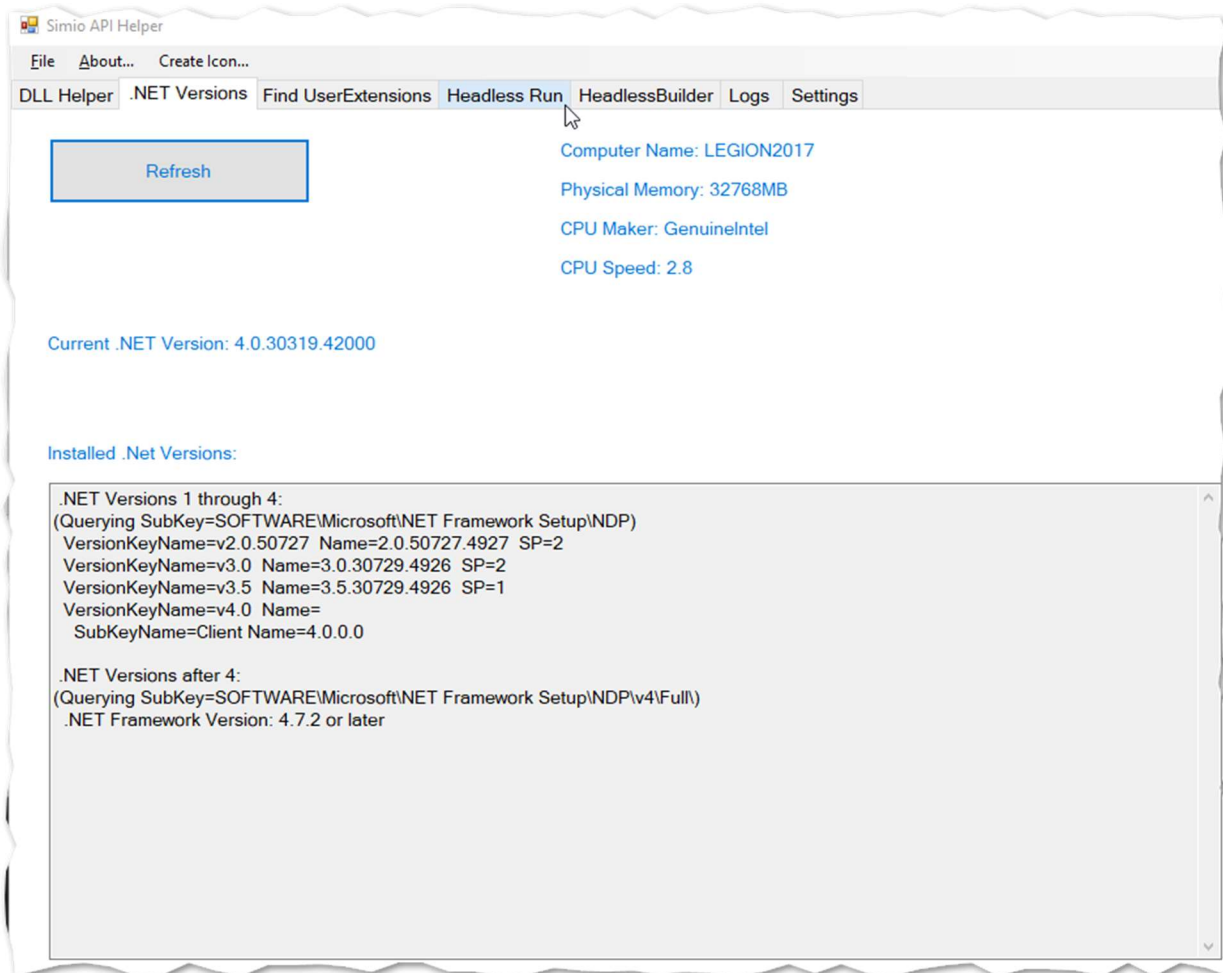 Simio API Helper
File About... Create Icon...
DLL Helper .NET Versions Find UserExtensions Headless Run HeadlessBuilder Logs Settings
Refresh
Computer Name: LEGION2017
Physical Memory: 32768MB
CPU Maker: GenuineIntel
CPU Speed: 2.8
Current .NET Version: 4.0.30319.42000
Installed .Net Versions:
.NET Versions 1 through 4:
(Querying SubKey=SOFTWARE\Microsoft\NET Framework Setup\NDP)
VersionKeyName=v2.0.50727 Name=2.0.50727.4927 SP=2
VersionKeyName=v3.0 Name=3.0.30729.4926 SP=2
VersionKeyName=v3.5 Name=3.5.30729.4926 SP=1
VersionKeyName=v4.0 Name=
SubKeyName=Client Name=4.0.0.0
.NET Versions after 4:
(Querying SubKey=SOFTWARE\Microsoft\NET Framework Setup\NDP\v4\Full\)
.NET Framework Version: 4.7.2 or later